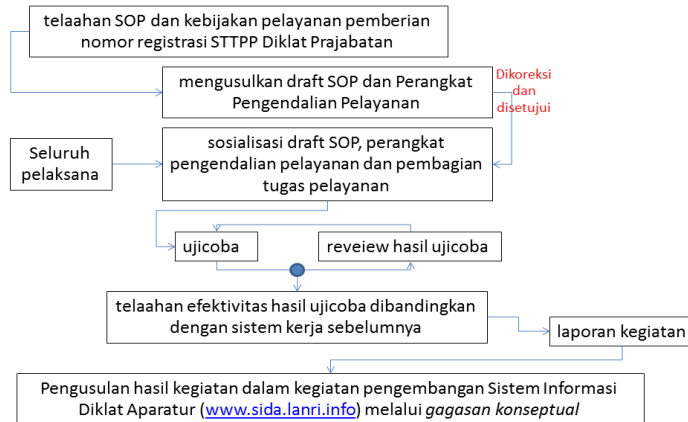 telaahan SOP dan kebijakan pelayanan pemberian
nomor registrasi STTPP Diklat Prajabatan
mengusulkan draft SOP dan Perangkat
Pengendalian Pelayanan
Dikoreksi
dan
disetujui
Seluruh
pelaksana
sosialisasi draft SOP, perangkat
pengendalian pelayanan dan pembagian
tugas pelayanan
ujicoba
reveiew hasil ujicoba
telaahan efektivitas hasil ujicoba dibandingkan
dengan sistem kerja sebelumnya
laporan kegiatan
Pengusulan hasil kegiatan dalam kegiatan pengembangan Sistem Informasi
Diklat Aparatur (www.sida.lanri.info) melalui gagasan konseptual